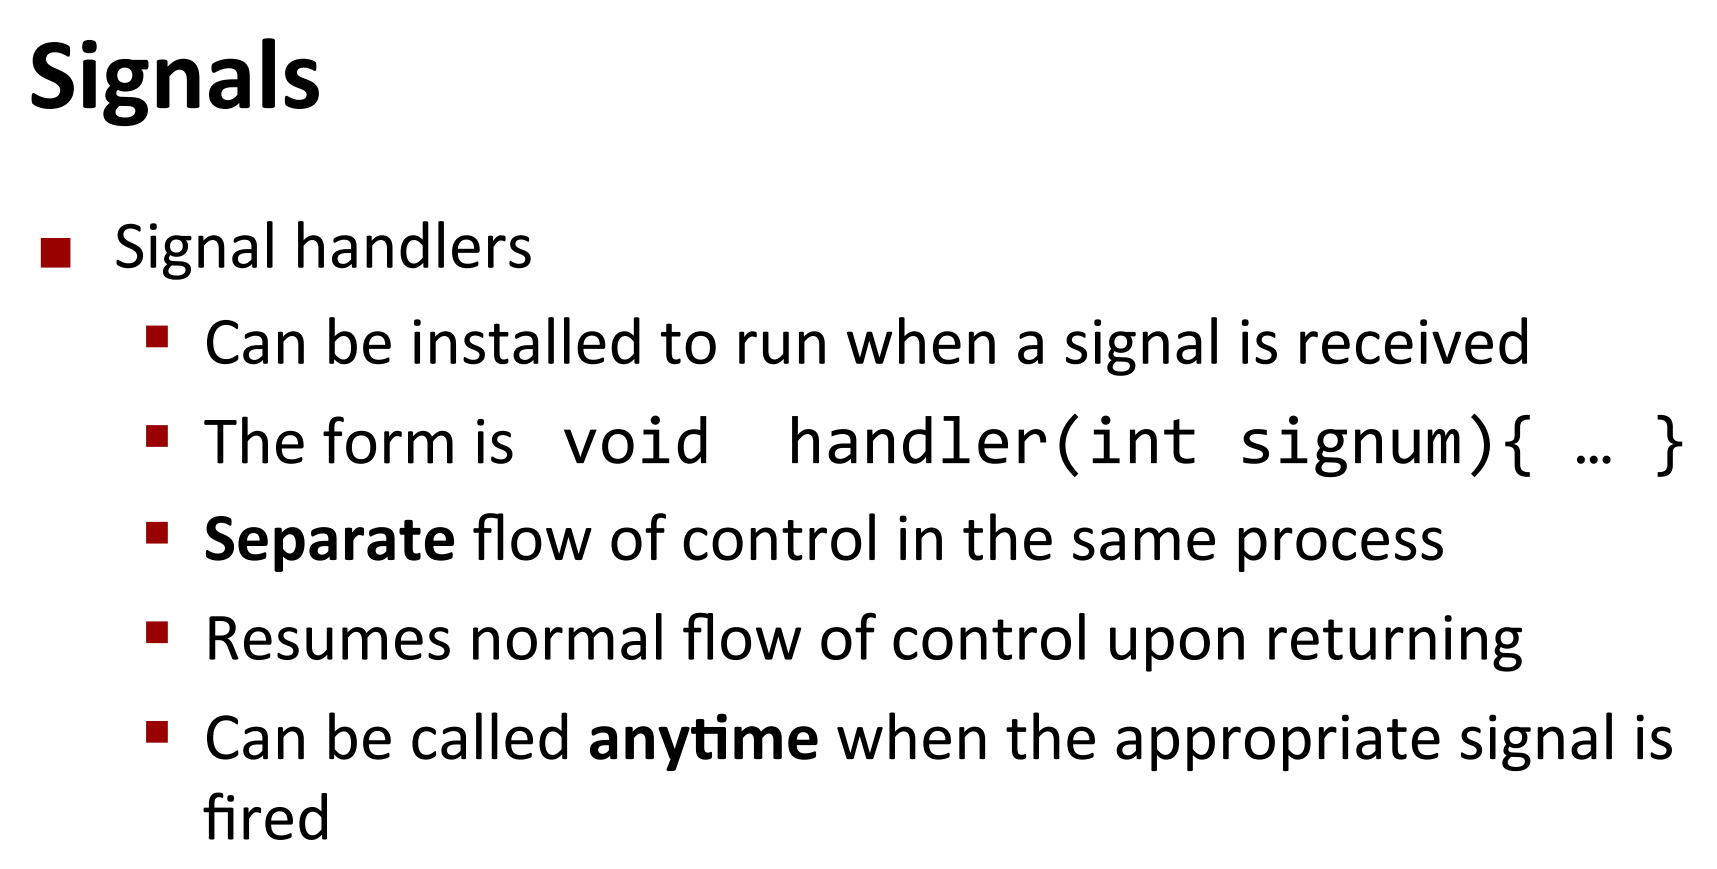 Signals
Signal handlers
Can be installed to run when a signal is received
The form is void handler(int signum){ … }
Separate flow of control in the same process
Resumes normal flow of control upon returning
Can be called anytime when the appropriate signal is
fired